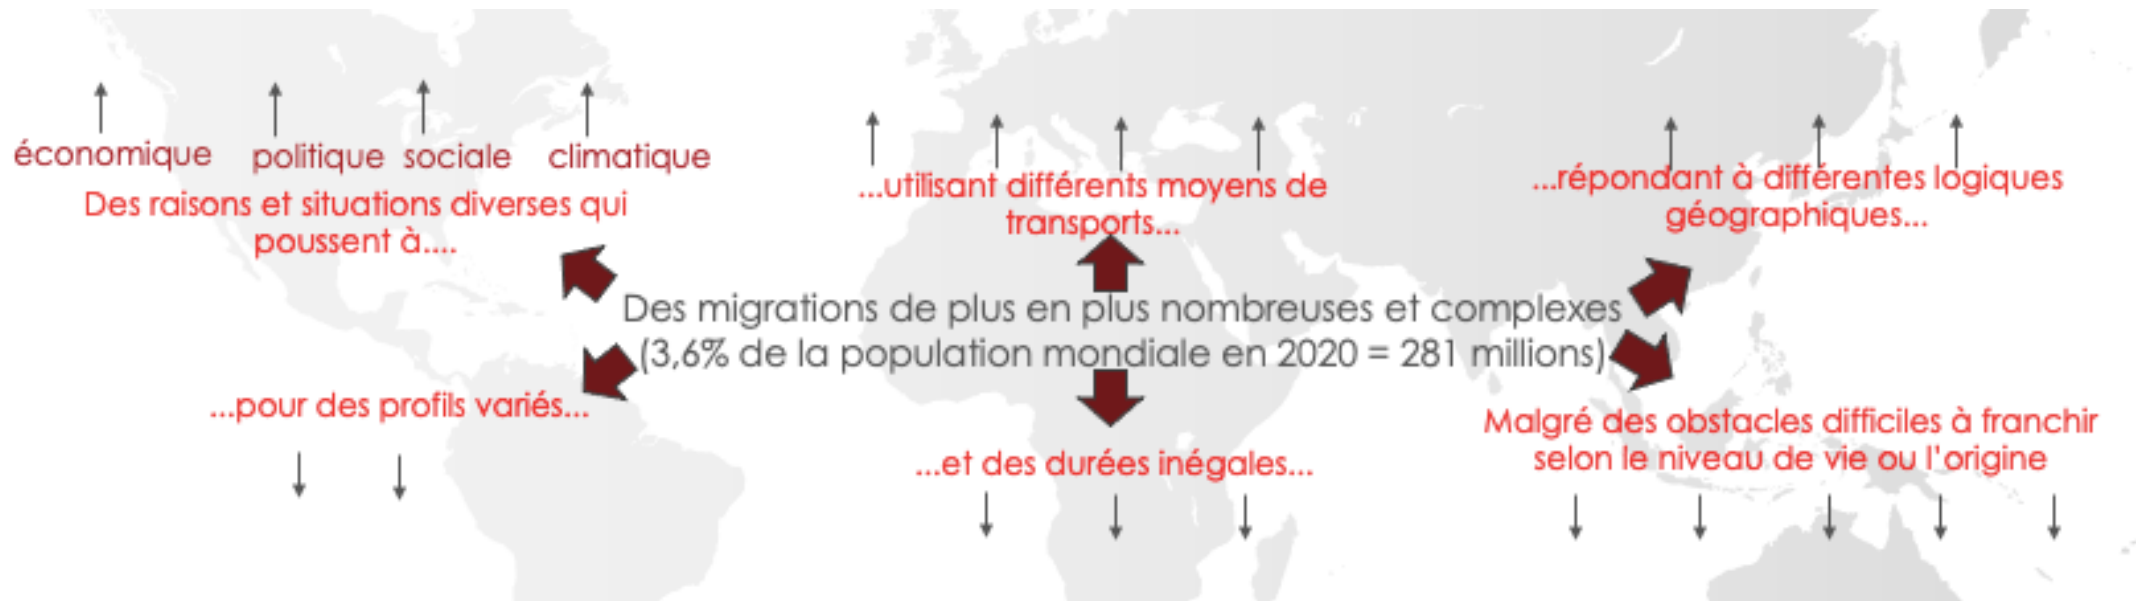 économique politique sociale climatique
Des raisons et situations diverses qui
poussent à....
...utilisant différents moyens de
transports...
...répondant à différentes logiques
géographiques...
Des migrations de plus en plus nombreuses et complexes
(3,6% de la population mondiale en 2020 = 281 millions)
...pour des profils variés...
...et des durées inégales...
Malgré des obstacles difficiles à franchir
selon le niveau de vie ou l'origine